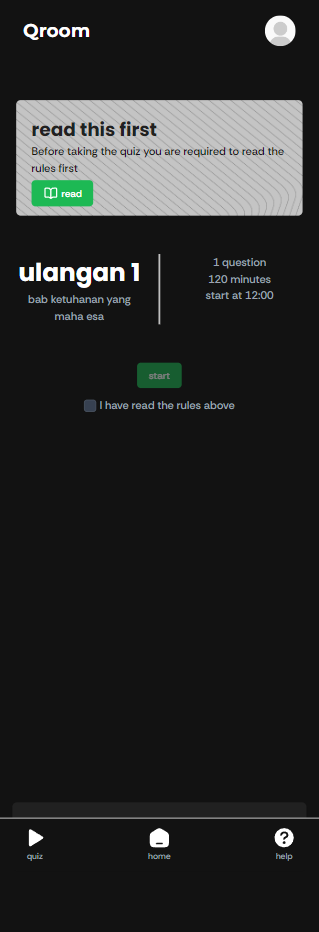 Qroom
read this first
Before taking the quiz you are required to read the
rules first
read
ulangan 1
bab ketuhanan yang
maha esa
1 question
120 minutes
start at 12:00
start
I have read the rules above
quiz
home
help